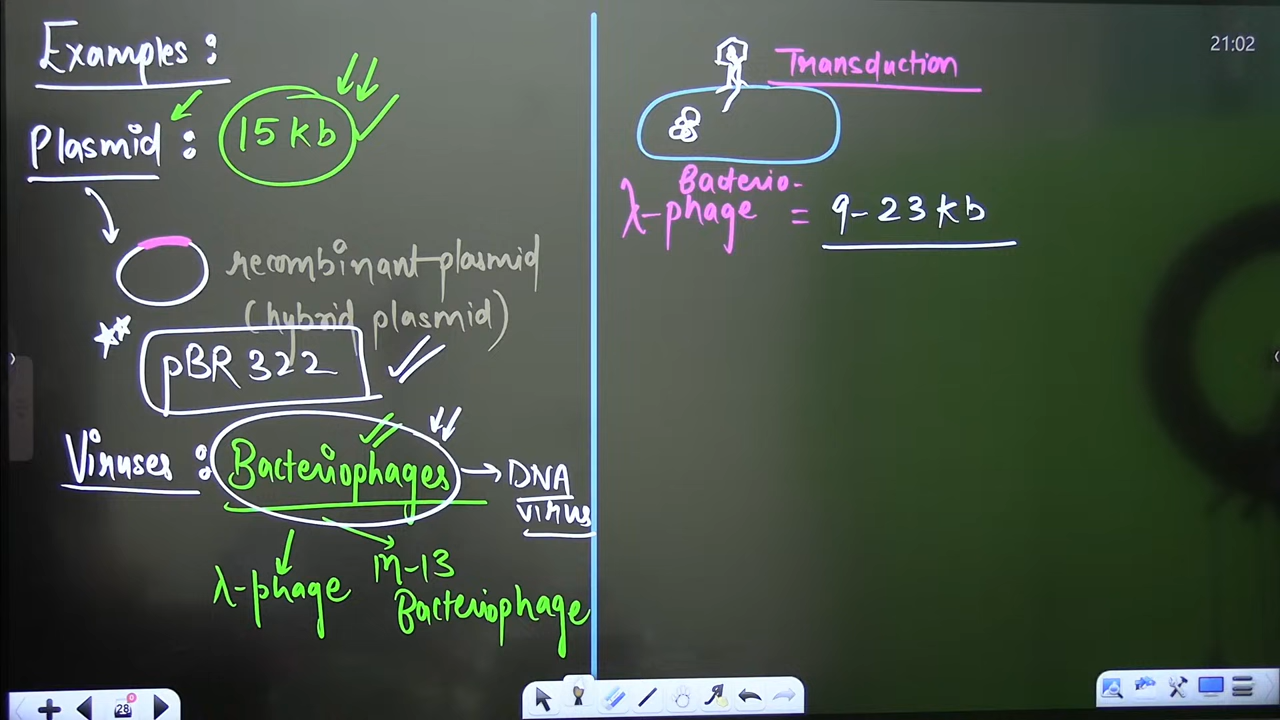 Examples :
Plasmid : 15 kb
recombinant plasmid
(hybrid plasmid)
pBR 322
Viruses : Bacteriophages → DNA
virus
λ-phage
m-13
Bacteriophage
21:02
Transduction
Bacterio-
λ-phage = 9-23 kb
28